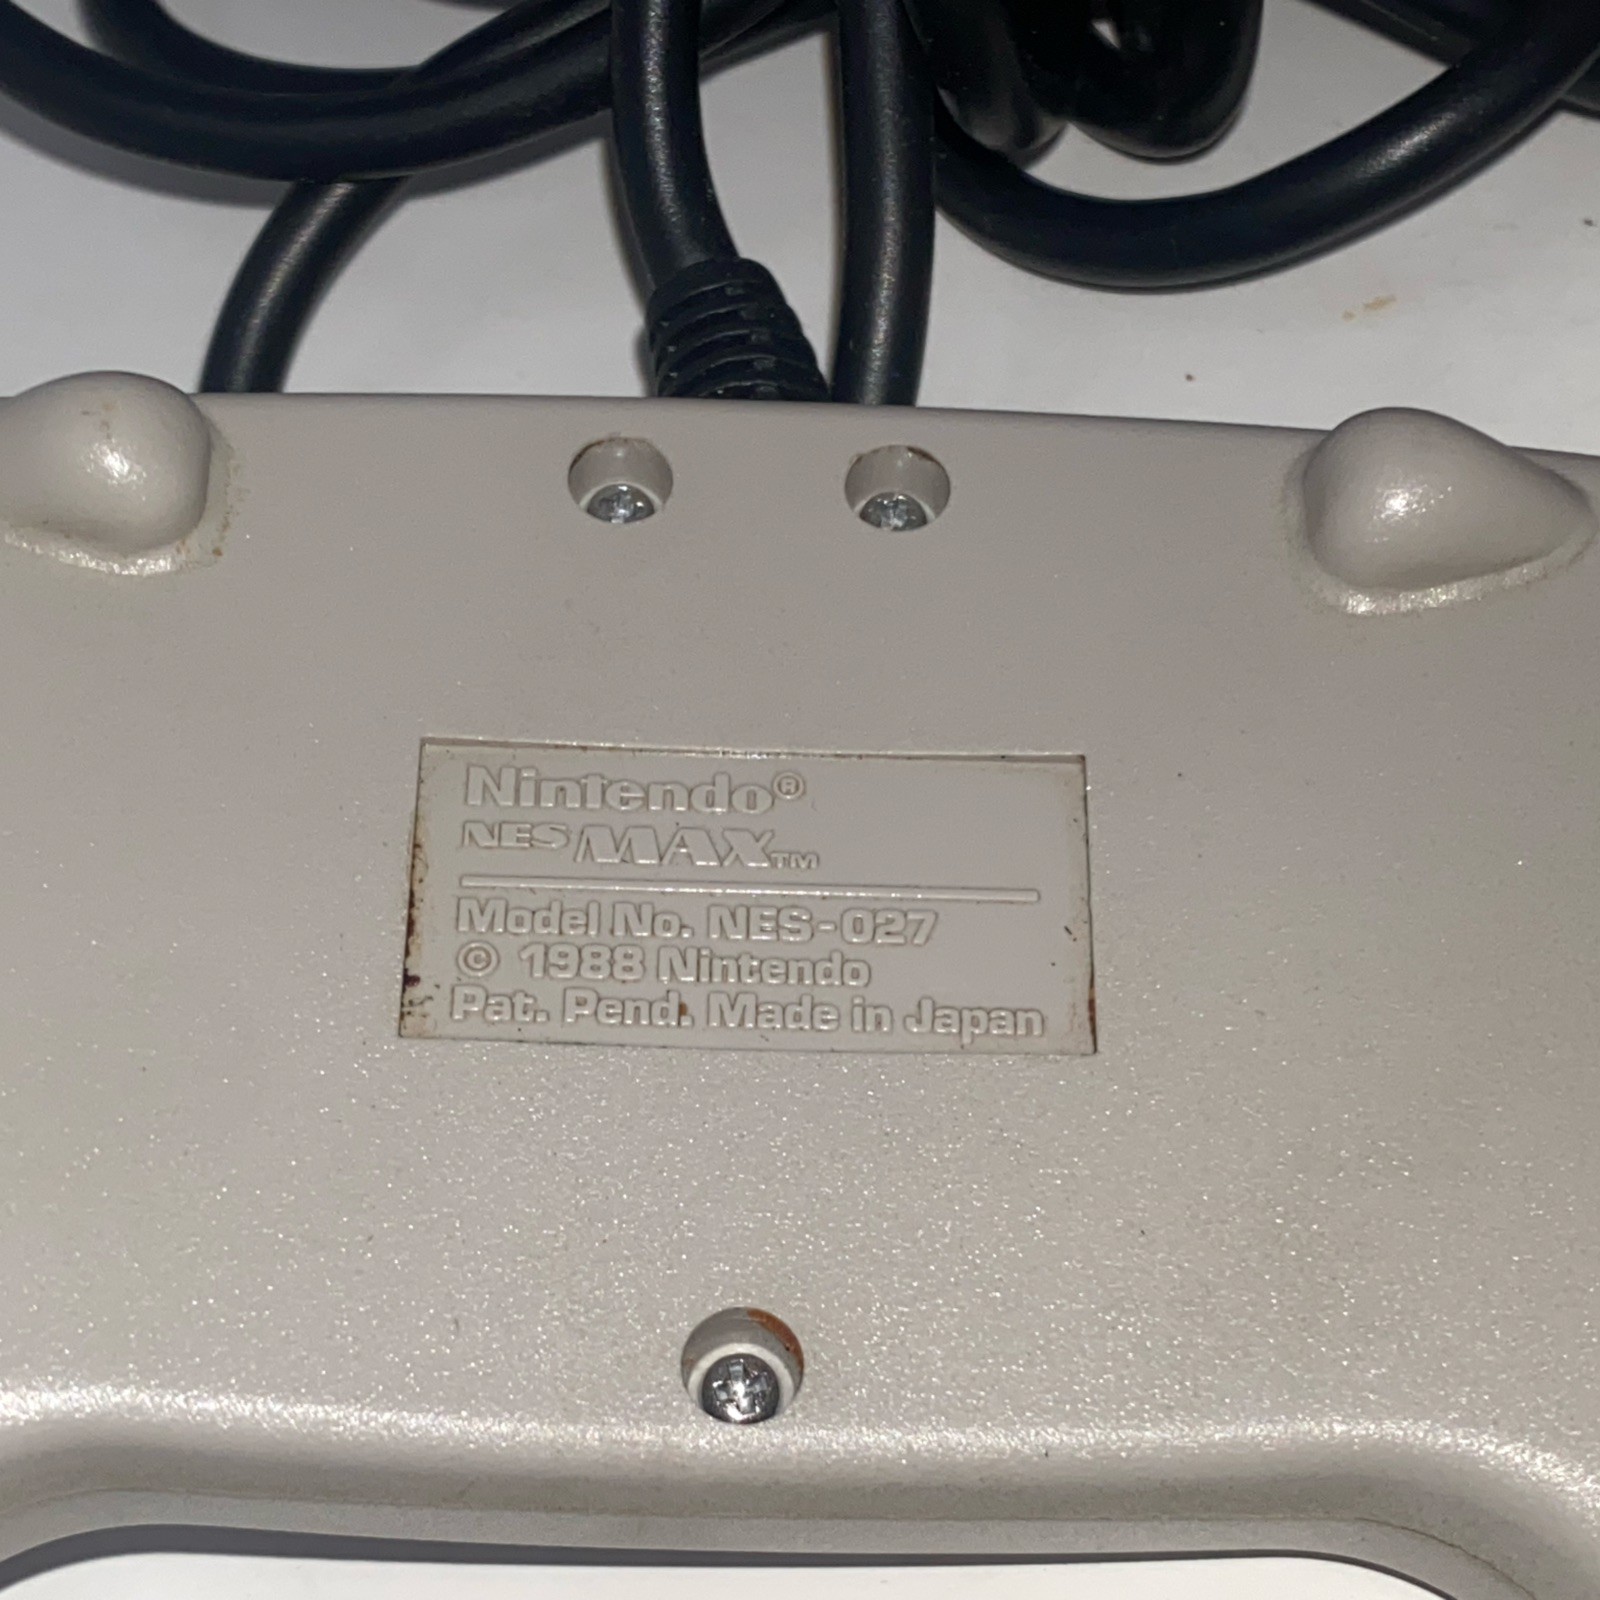 Nintendo®
NES MAX™
Model No. NES-027
© 1988 Nintendo
Pat. Pend. Made in Japan